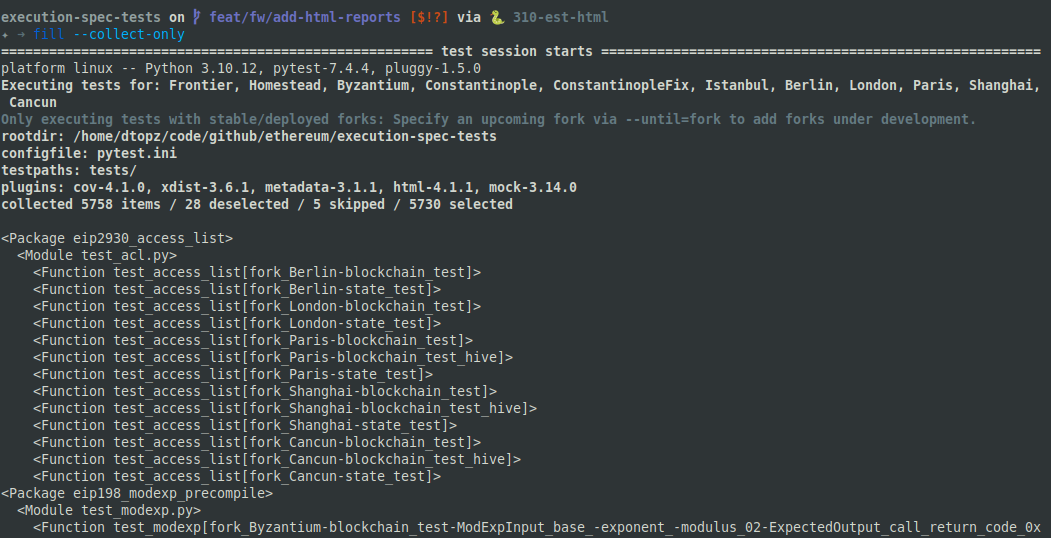 execution-spec-tests on feat/fw/add-html-reports [$!?] via 🐍 310-est-html
✦ ➜ fill --collect-only
====================================================== test session starts =======================================================
platform linux -- Python 3.10.12, pytest-7.4.4, pluggy-1.5.0
Executing tests for: Frontier, Homestead, Byzantium, Constantinople, ConstantinopleFix, Istanbul, Berlin, London, Paris, Shanghai,
 Cancun
Only executing tests with stable/deployed forks: Specify an upcoming fork via --until=fork to add forks under development.
rootdir: /home/dtopz/code/github/ethereum/execution-spec-tests
configfile: pytest.ini
testpaths: tests/
plugins: cov-4.1.0, xdist-3.6.1, metadata-3.1.1, html-4.1.1, mock-3.14.0
collected 5758 items / 28 deselected / 5 skipped / 5730 selected

<Package eip2930_access_list>
  <Module test_acl.py>
    <Function test_access_list[fork_Berlin-blockchain_test]>
    <Function test_access_list[fork_Berlin-state_test]>
    <Function test_access_list[fork_London-blockchain_test]>
    <Function test_access_list[fork_London-state_test]>
    <Function test_access_list[fork_Paris-blockchain_test]>
    <Function test_access_list[fork_Paris-blockchain_test_hive]>
    <Function test_access_list[fork_Paris-state_test]>
    <Function test_access_list[fork_Shanghai-blockchain_test]>
    <Function test_access_list[fork_Shanghai-blockchain_test_hive]>
    <Function test_access_list[fork_Shanghai-state_test]>
    <Function test_access_list[fork_Cancun-blockchain_test]>
    <Function test_access_list[fork_Cancun-blockchain_test_hive]>
    <Function test_access_list[fork_Cancun-state_test]>
<Package eip198_modexp_precompile>
  <Module test_modexp.py>
    <Function test_modexp[fork_Byzantium-blockchain_test-ModExpInput_base_-exponent_-modulus_02-ExpectedOutput_call_return_code_0x